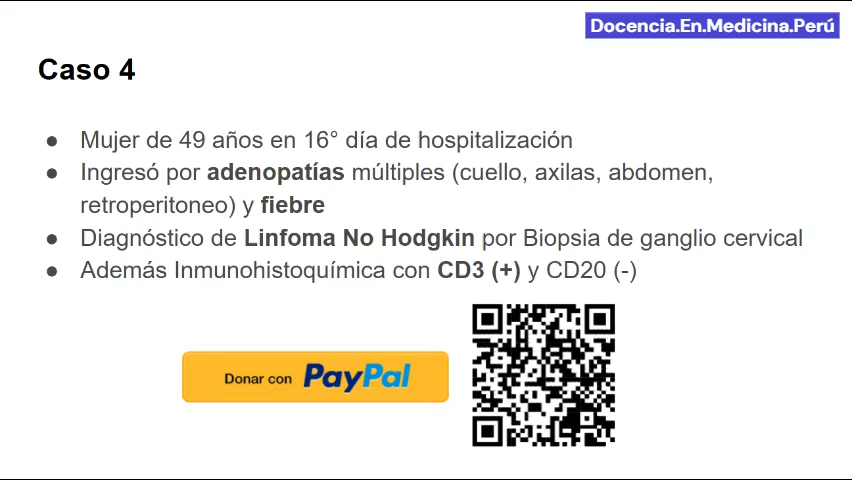 Docencia.En.Medicina.Perú
Caso 4
● Mujer de 49 años en 16° día de hospitalización
● Ingresó por adenopatías múltiples (cuello, axilas, abdomen,
retroperitoneo) y fiebre
● Diagnóstico de Linfoma No Hodgkin por Biopsia de ganglio cervical
● Además Inmunohistoquímica con CD3 (+) y CD20 (-)
Donar con PayPal